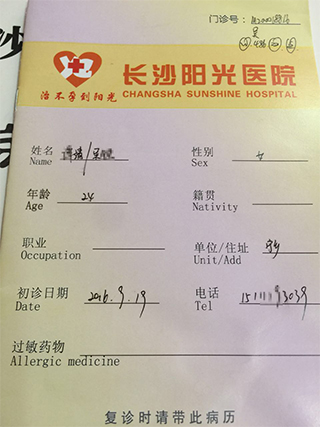 门诊号:
治不孕到阳光
长沙阳光医院
CHANGSHA SUNSHINE HOSPITAL
姓名 性别 女
Name Sex
年龄 24 籍贯
Age Nativity
职业 单位/住址
Occupation Unit/Add
初诊日期 2016.9.19 电话
Date Tel
过敏药物
Allergic medicine
复诊时请带此病历